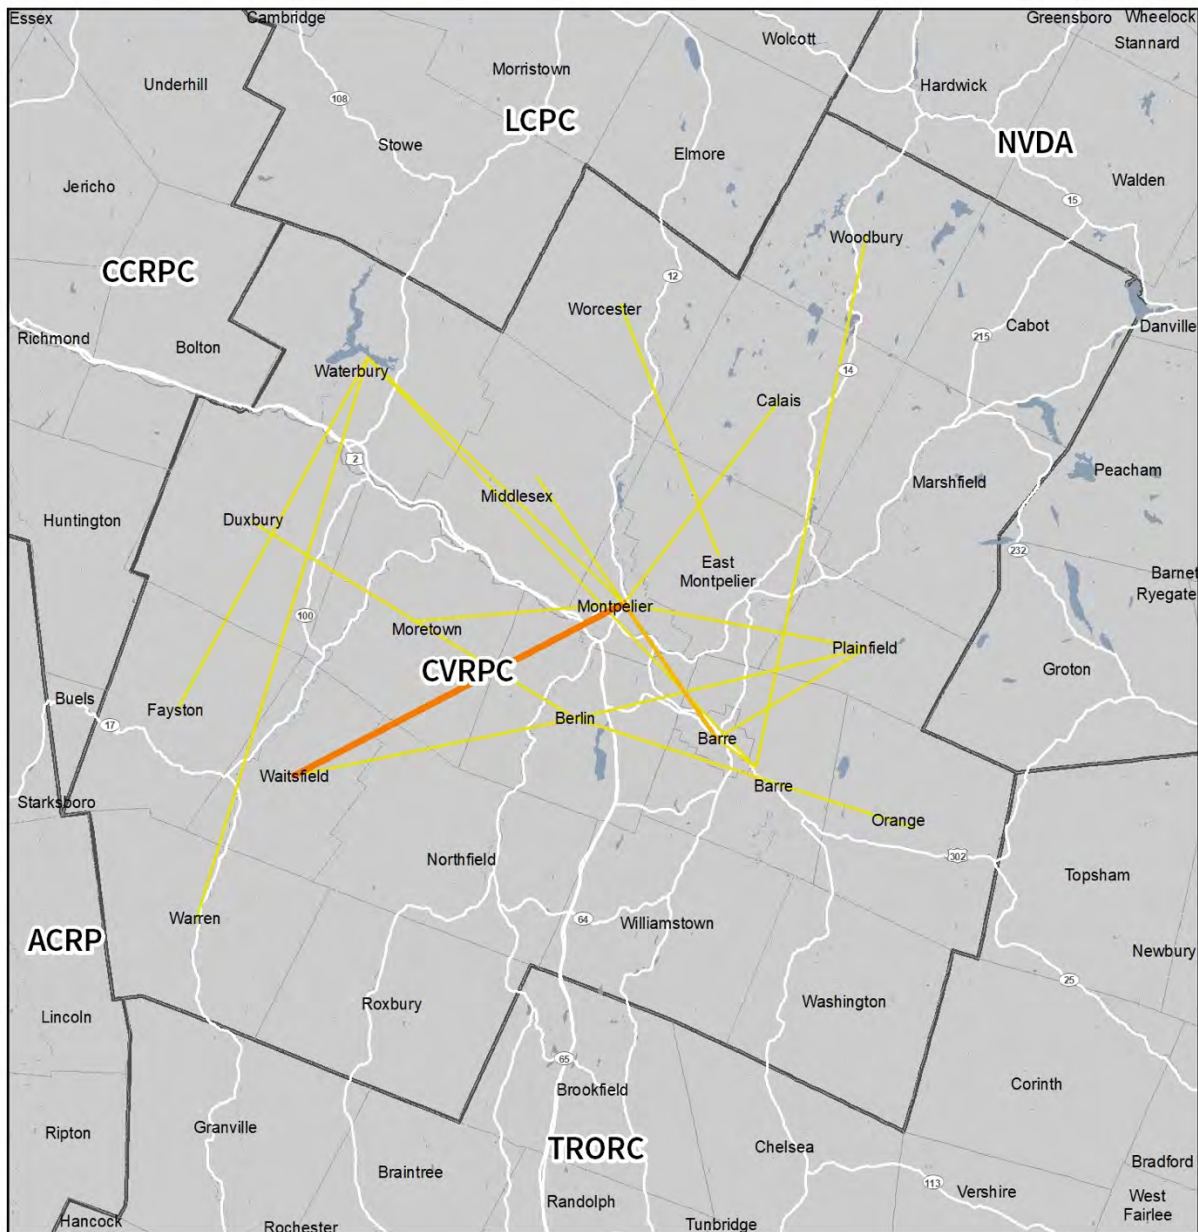 Essex
Cambridge
Greensboro
Wheelock
Wolcott
Stannard
Morristown
Underhill
Hardwick
108
LCPC
NVDA
Stowe
Elmore
Jericho
Walden
15
Woodbury
CCRPC
12
Worcester
Richmond
Bolton
215
Cabot
Danville
Waterbury
14
Calais
2
Peacham
Marshfield
Middlesex
Huntington
Duxbury
232
East
Montpelier
Barnet
Ryegate
Montpelier
100
Moretown
Plainfield
CVRPC
Groton
Buels
Fayston
17
Berlin
Barre
Waitsfield
Barre
Starksboro
Orange
302
Northfield
Topsham
Warren
64
Williamstown
ACRP
Newbury
25
Roxbury
Washington
Lincoln
65
Brookfield
Corinth
Granville
Ripton
TRORC
Chelsea
Braintree
Bradford
113
Vershire
West
Fairlee
Randolph
Hancock
Rochester
Tunbridge